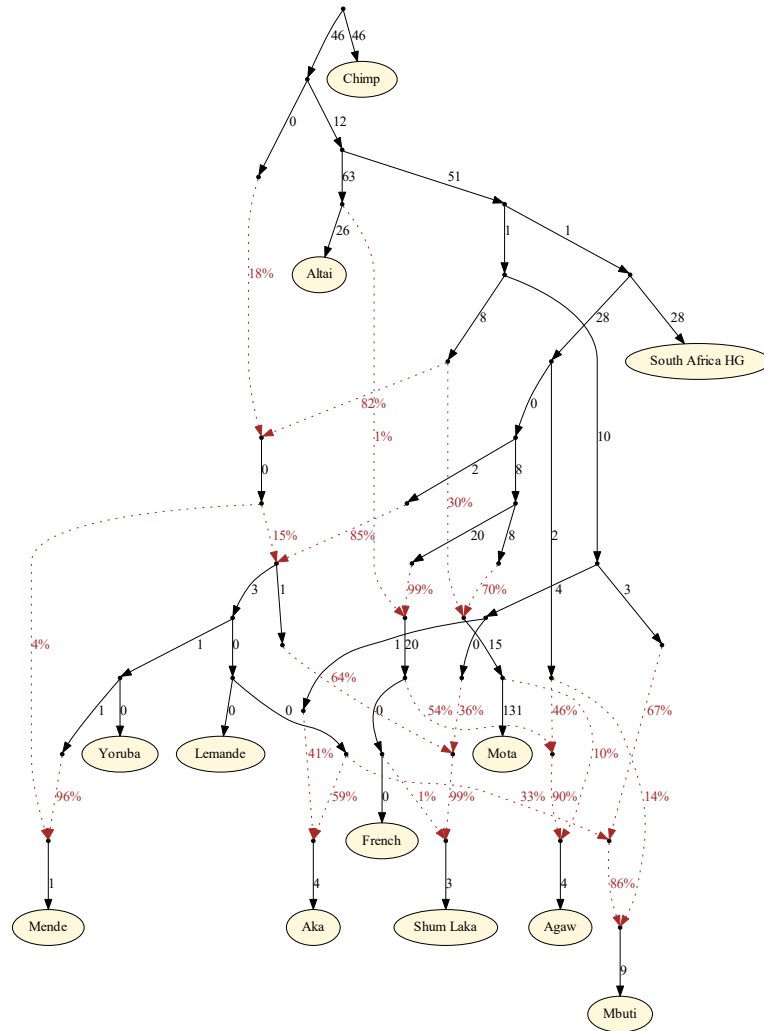 46 46
Chimp
0 12
63 51
1 1
26
Altai
18%
8 28 28
South Africa HG
82% 0
1% 10
0 2 8
30%
15% 85% 20 8 2
3 1 99% 70% 4 3
4% 1 0 1 20 0 15
64%
0 54% 36% 131 46% 67%
1 0 0 0
Yoruba Lemande Mota
41% 10%
96% 59% 0 1% 99% 33% 90% 14%
French
1 4 3 4 86%
Mende Aka Shum Laka Agaw
9
Mbuti